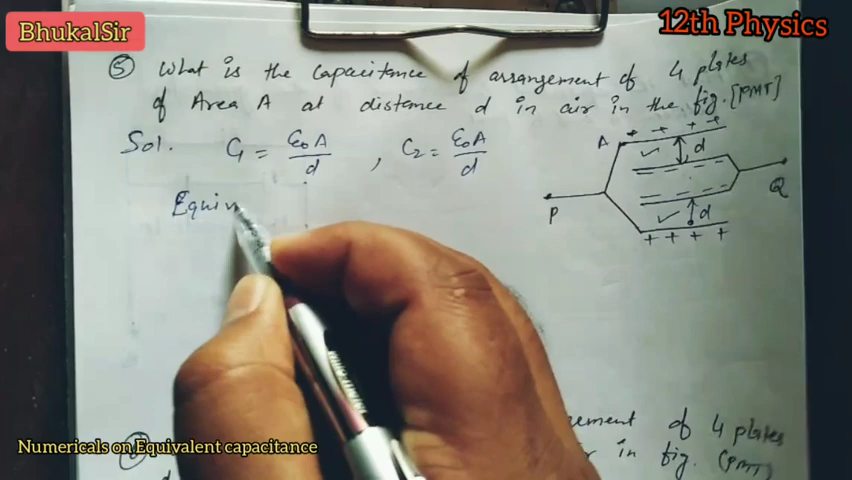 BhukalSir
12th Physics
⑤ What is the Capacitance of arrangement of 4 plates
of Area A at distance d in air in the fig. [PMT]
Sol. C₁ = ε₀A/d , C₂ = ε₀A/d
Equiv
A + + + + d
P Q
d
+ + + +
rement of 4 plates
in fig. (PMT)
Numericals on Equivalent capacitance